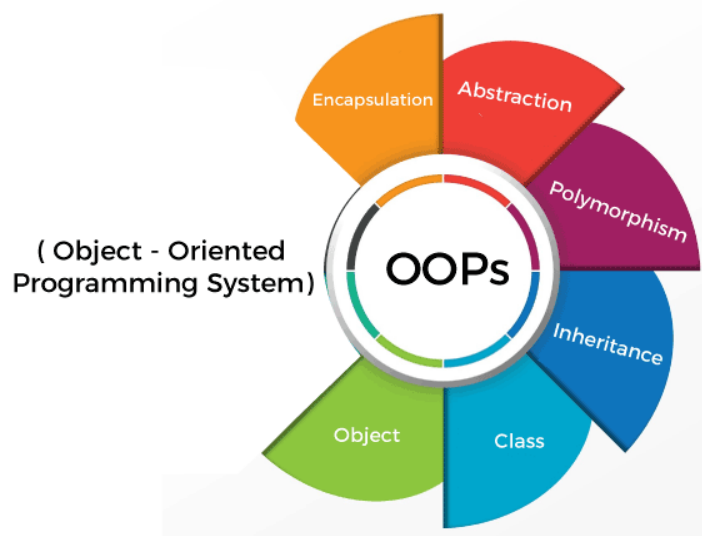 Encapsulation
Abstraction
Polymorphism
( Object - Oriented
Programming System)
OOPs
Inheritance
Object
Class